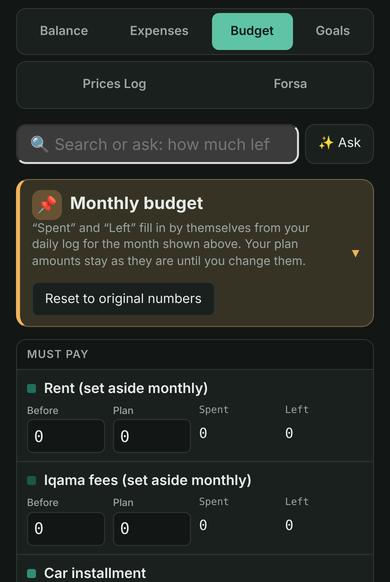 Balance Expenses Budget Goals
Prices Log Forsa
🔍 Search or ask: how much lef
✨ Ask
📌 Monthly budget
“Spent” and “Left” fill in by themselves from your
daily log for the month shown above. Your plan
amounts stay as they are until you change them.
▼
Reset to original numbers
MUST PAY
Rent (set aside monthly)
Before Plan Spent Left
0 0 0 0
Iqama fees (set aside monthly)
Before Plan Spent Left
0 0 0 0
Car installment